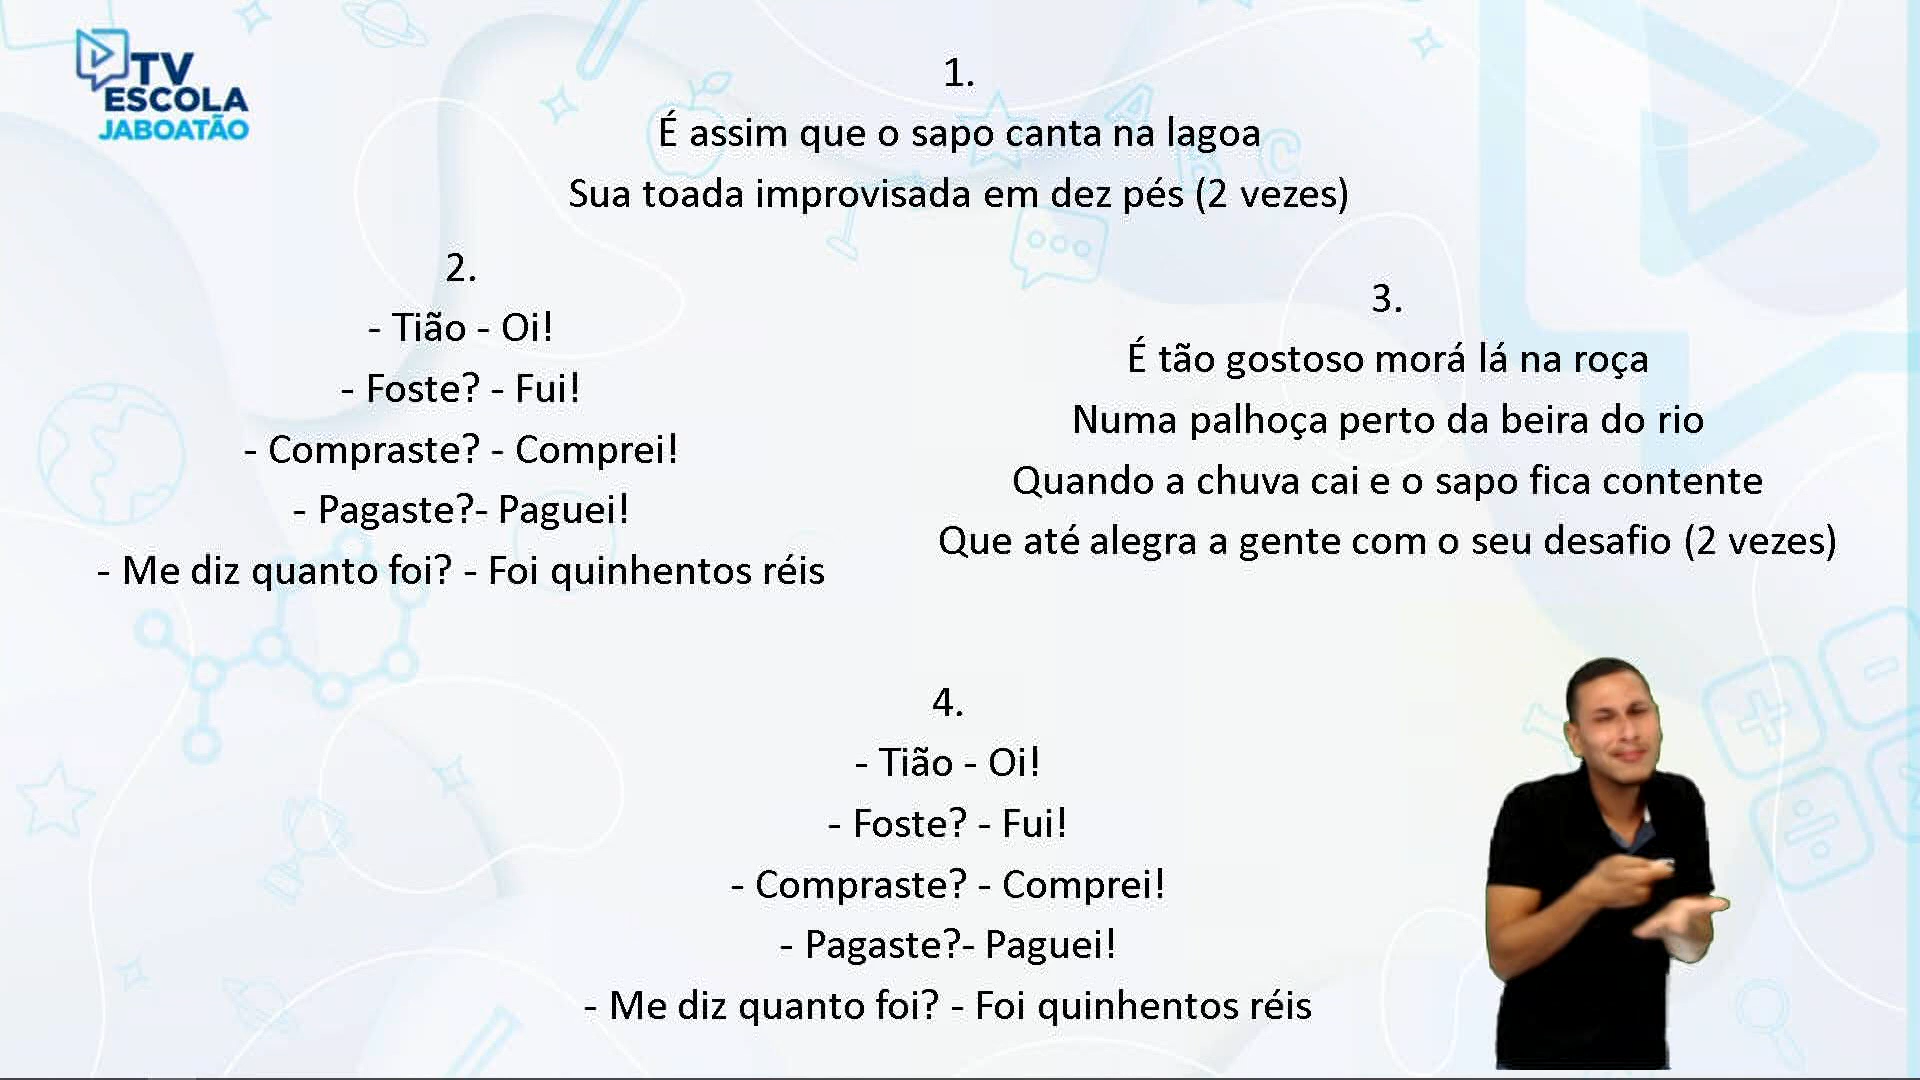 TV
ESCOLA
JABOATÃO
1.
É assim que o sapo canta na lagoa
Sua toada improvisada em dez pés (2 vezes)
2.
- Tião - Oi!
- Foste? - Fui!
- Compraste? - Comprei!
- Pagaste?- Paguei!
- Me diz quanto foi? - Foi quinhentos réis
3.
É tão gostoso morá lá na roça
Numa palhoça perto da beira do rio
Quando a chuva cai e o sapo fica contente
Que até alegra a gente com o seu desafio (2 vezes)
4.
- Tião - Oi!
- Foste? - Fui!
- Compraste? - Comprei!
- Pagaste?- Paguei!
- Me diz quanto foi? - Foi quinhentos réis
A
B C